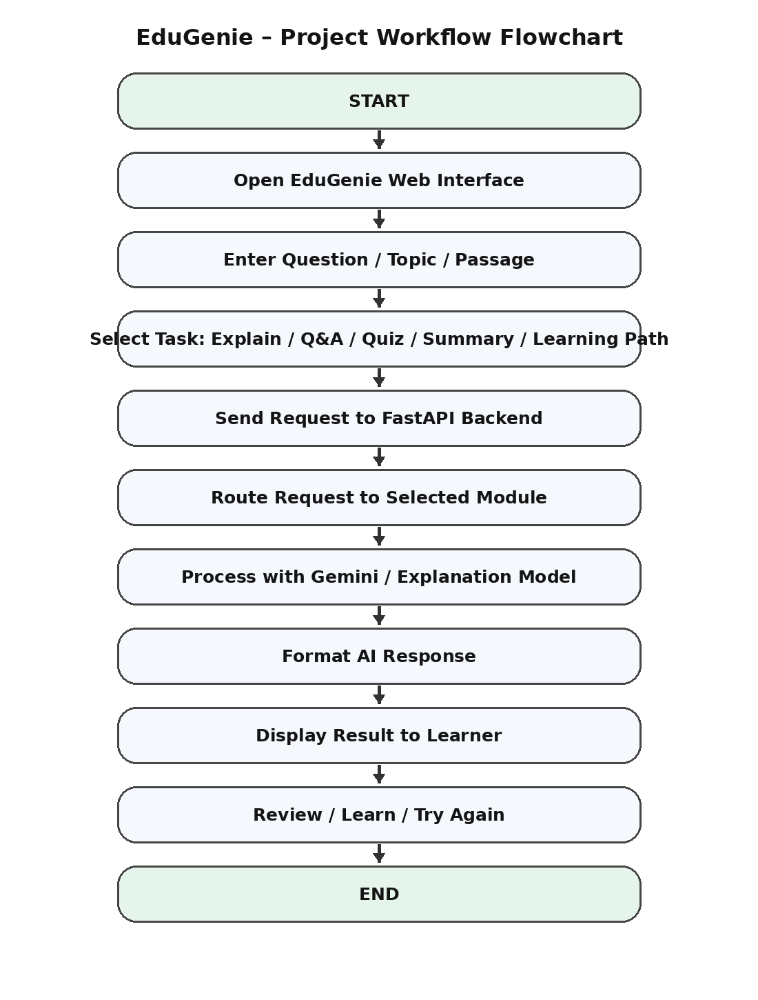 EduGenie – Project Workflow Flowchart
START
Open EduGenie Web Interface
Enter Question / Topic / Passage
Select Task: Explain / Q&A / Quiz / Summary / Learning Path
Send Request to FastAPI Backend
Route Request to Selected Module
Process with Gemini / Explanation Model
Format AI Response
Display Result to Learner
Review / Learn / Try Again
END